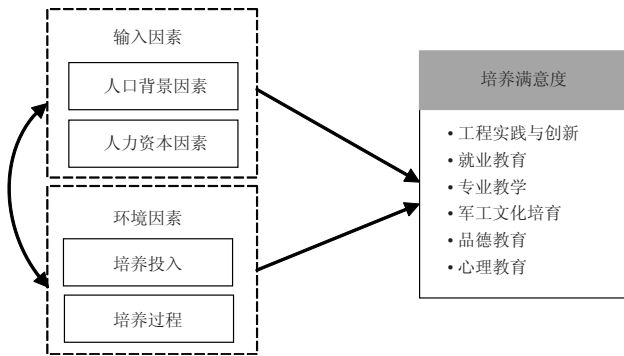 输入因素
人口背景因素
人力资本因素
环境因素
培养投入
培养过程
培养满意度
• 工程实践与创新
• 就业教育
• 专业教学
• 军工文化培育
• 品德教育
• 心理教育